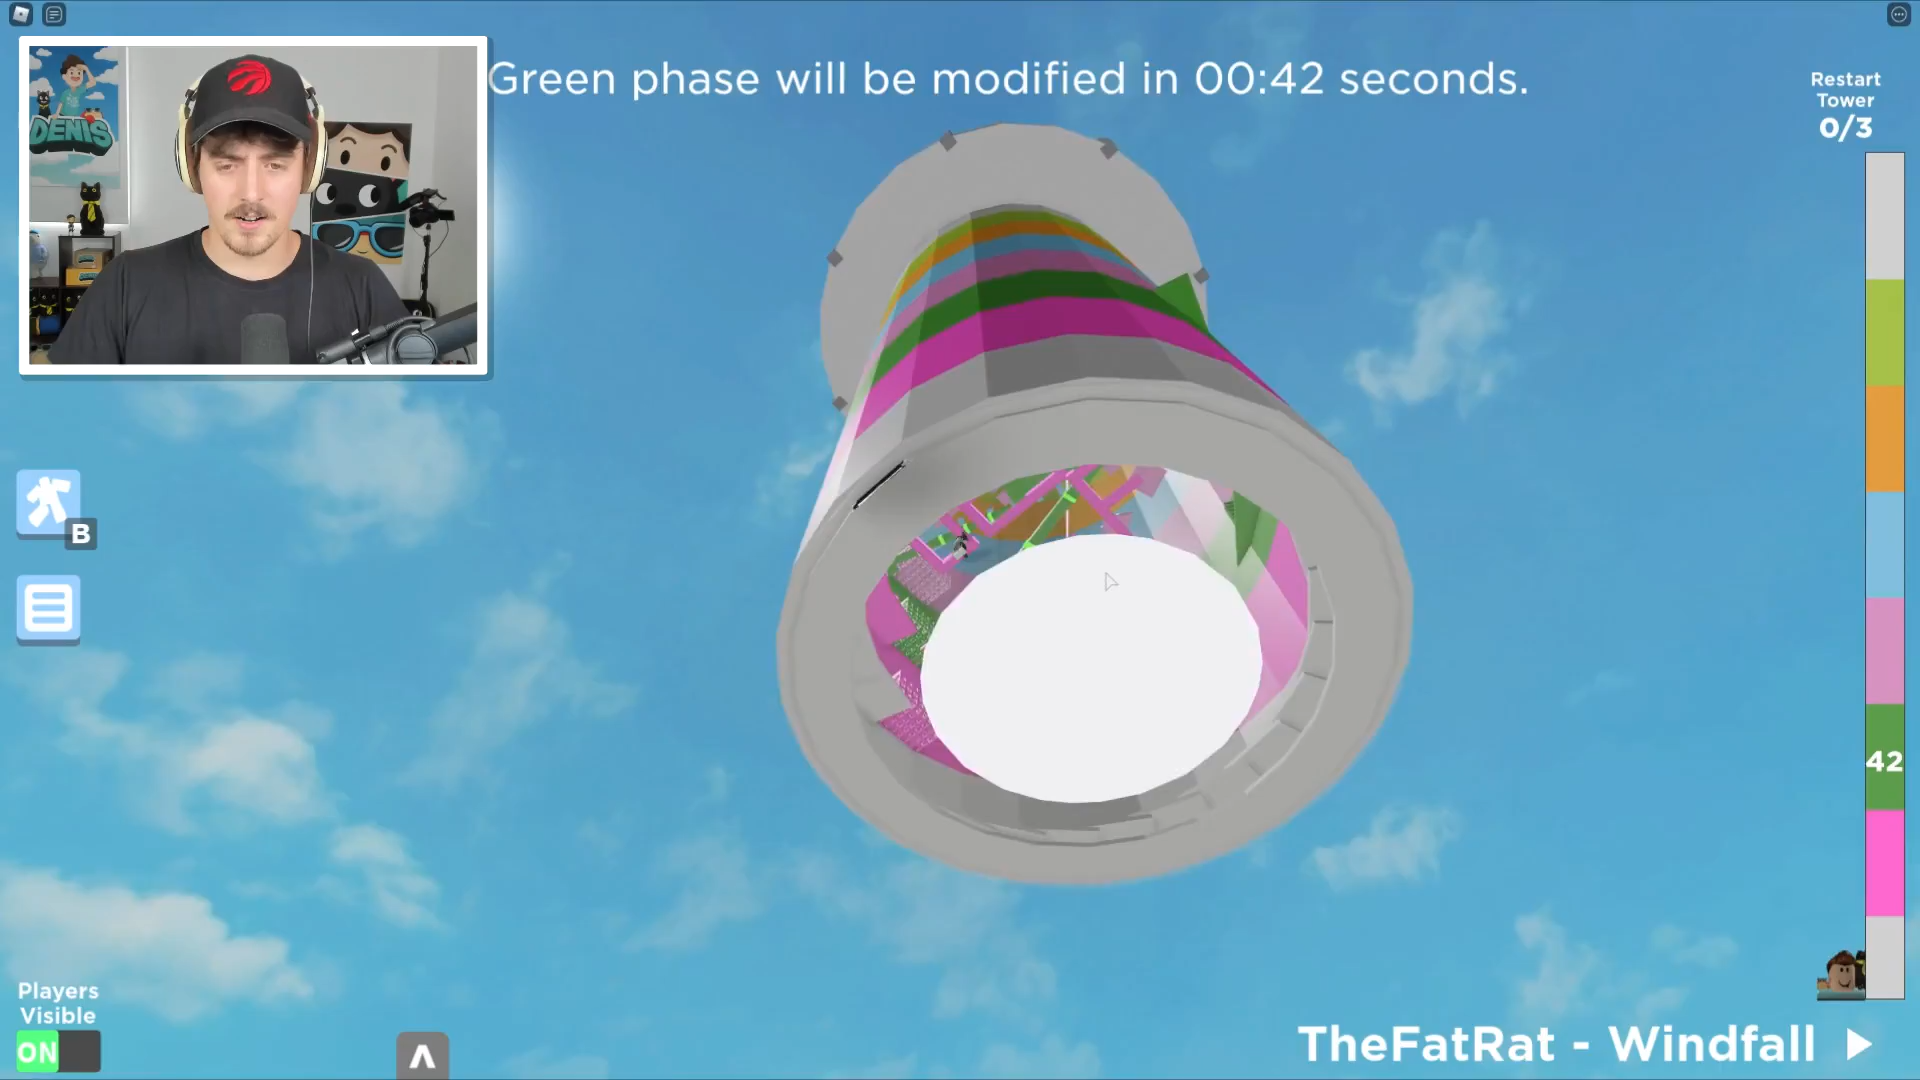 Green phase will be modified in 00:42 seconds.
Restart
Tower
0/3
DENIS
B
42
Players
Visible
ON
TheFatRat - Windfall